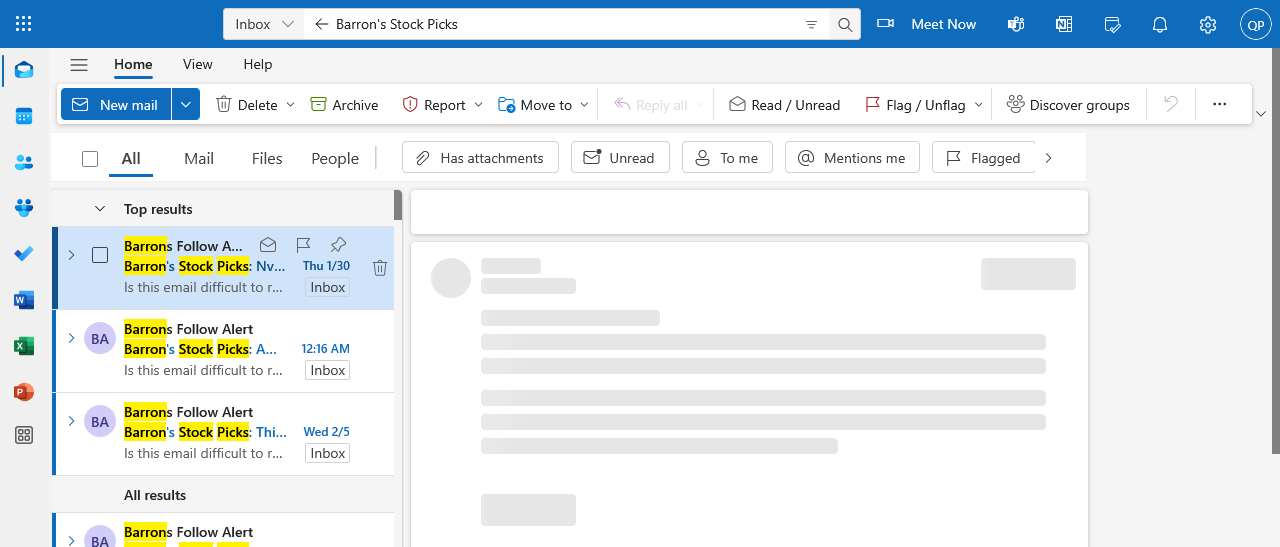 Inbox
Barron's Stock Picks
Meet Now
QP
Home
View
Help
New mail
Delete
Archive
Report
Move to
Reply all
Read / Unread
Flag / Unflag
Discover groups
All
Mail
Files
People
Has attachments
Unread
To me
Mentions me
Flagged
Top results
Barrons Follow A...
Barron's Stock Picks: Nv...
Thu 1/30
Is this email difficult to r...
Inbox
BA
Barrons Follow Alert
Barron's Stock Picks: A...
12:16 AM
Is this email difficult to r...
Inbox
BA
Barrons Follow Alert
Barron's Stock Picks: Thi...
Wed 2/5
Is this email difficult to r...
Inbox
All results
BA
Barrons Follow Alert